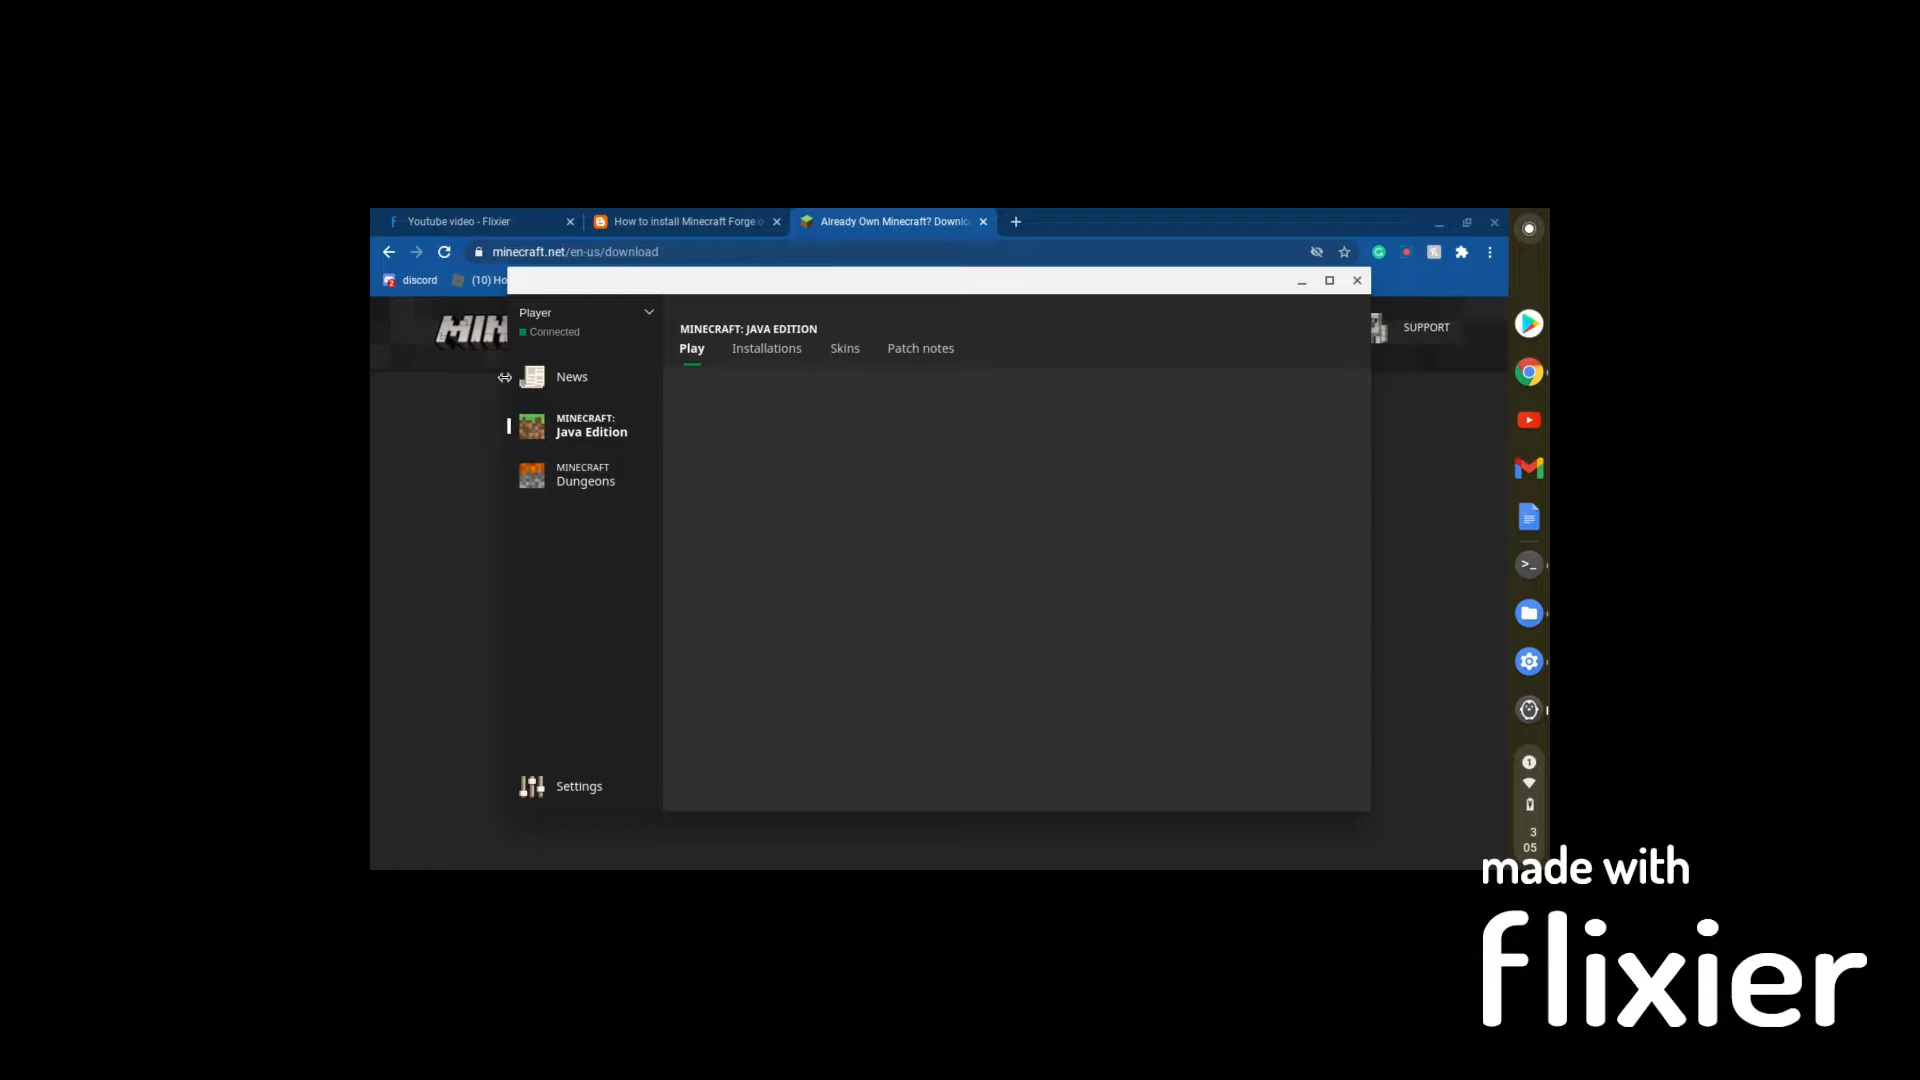 Youtube video - Flixier
How to install Minecraft Forge o
Already Own Minecraft? Downlo
minecraft.net/en-us/download
discord
(10) Ho
Player
Connected
MINECRAFT: JAVA EDITION
Play
Installations
Skins
Patch notes
MIN
SUPPORT
News
MINECRAFT:
Java Edition
MINECRAFT
Dungeons
Settings
1
3
05
made with
flixier